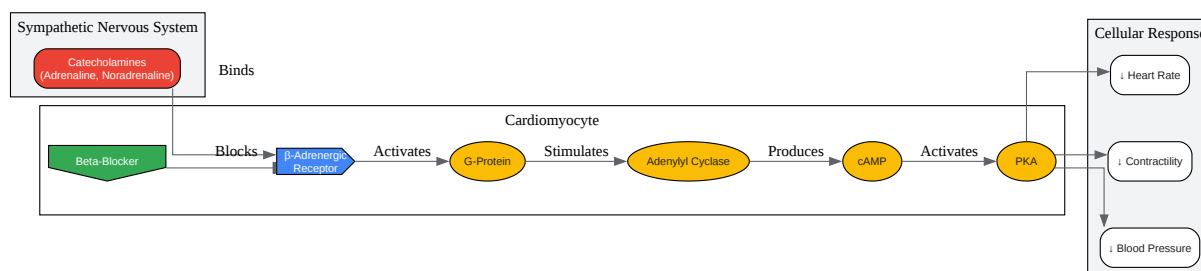 Sympathetic Nervous System
Catecholamines
(Adrenaline, Noradrenaline)
Binds
Cardiomyocyte
Beta-Blocker
Blocks
β-Adrenergic
Receptor
Activates
G-Protein
Stimulates
Adenylyl Cyclase
Produces
cAMP
Activates
PKA
Cellular Response
↓ Heart Rate
↓ Contractility
↓ Blood Pressure